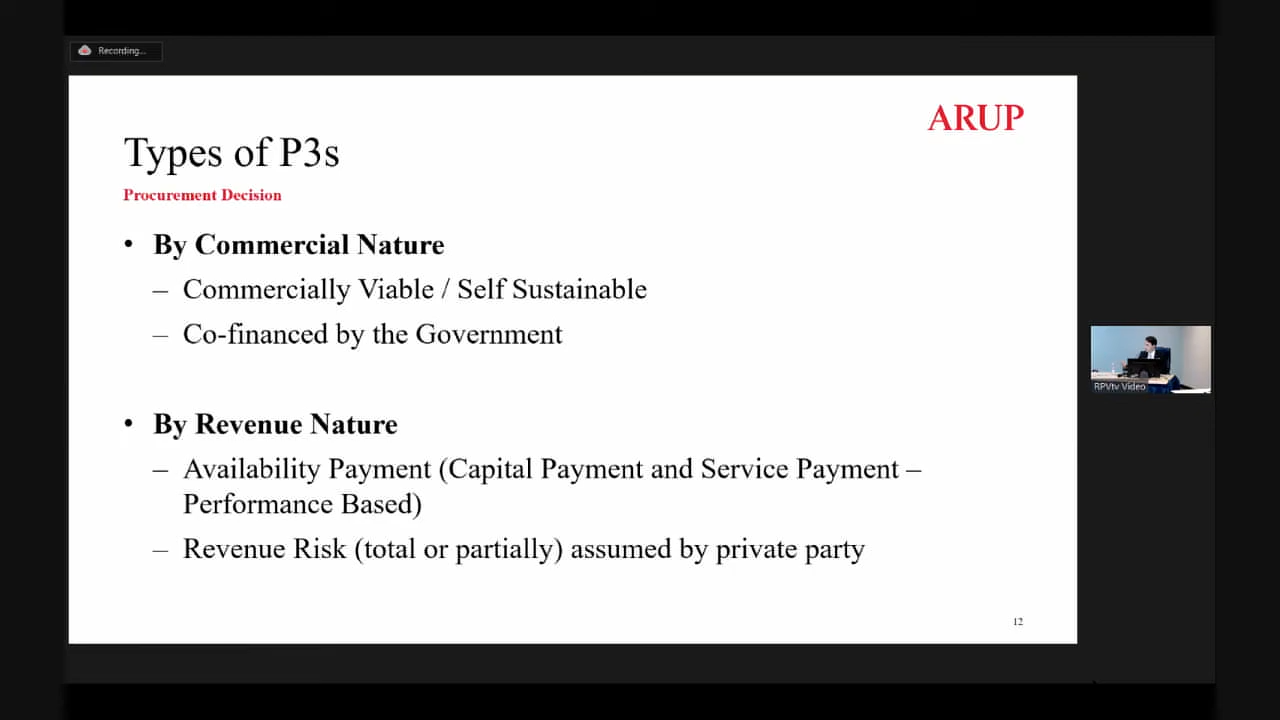 Recording...
ARUP
Types of P3s
Procurement Decision
• By Commercial Nature
– Commercially Viable / Self Sustainable
– Co-financed by the Government
• By Revenue Nature
– Availability Payment (Capital Payment and Service Payment –
Performance Based)
– Revenue Risk (total or partially) assumed by private party
RPVtv Video
12